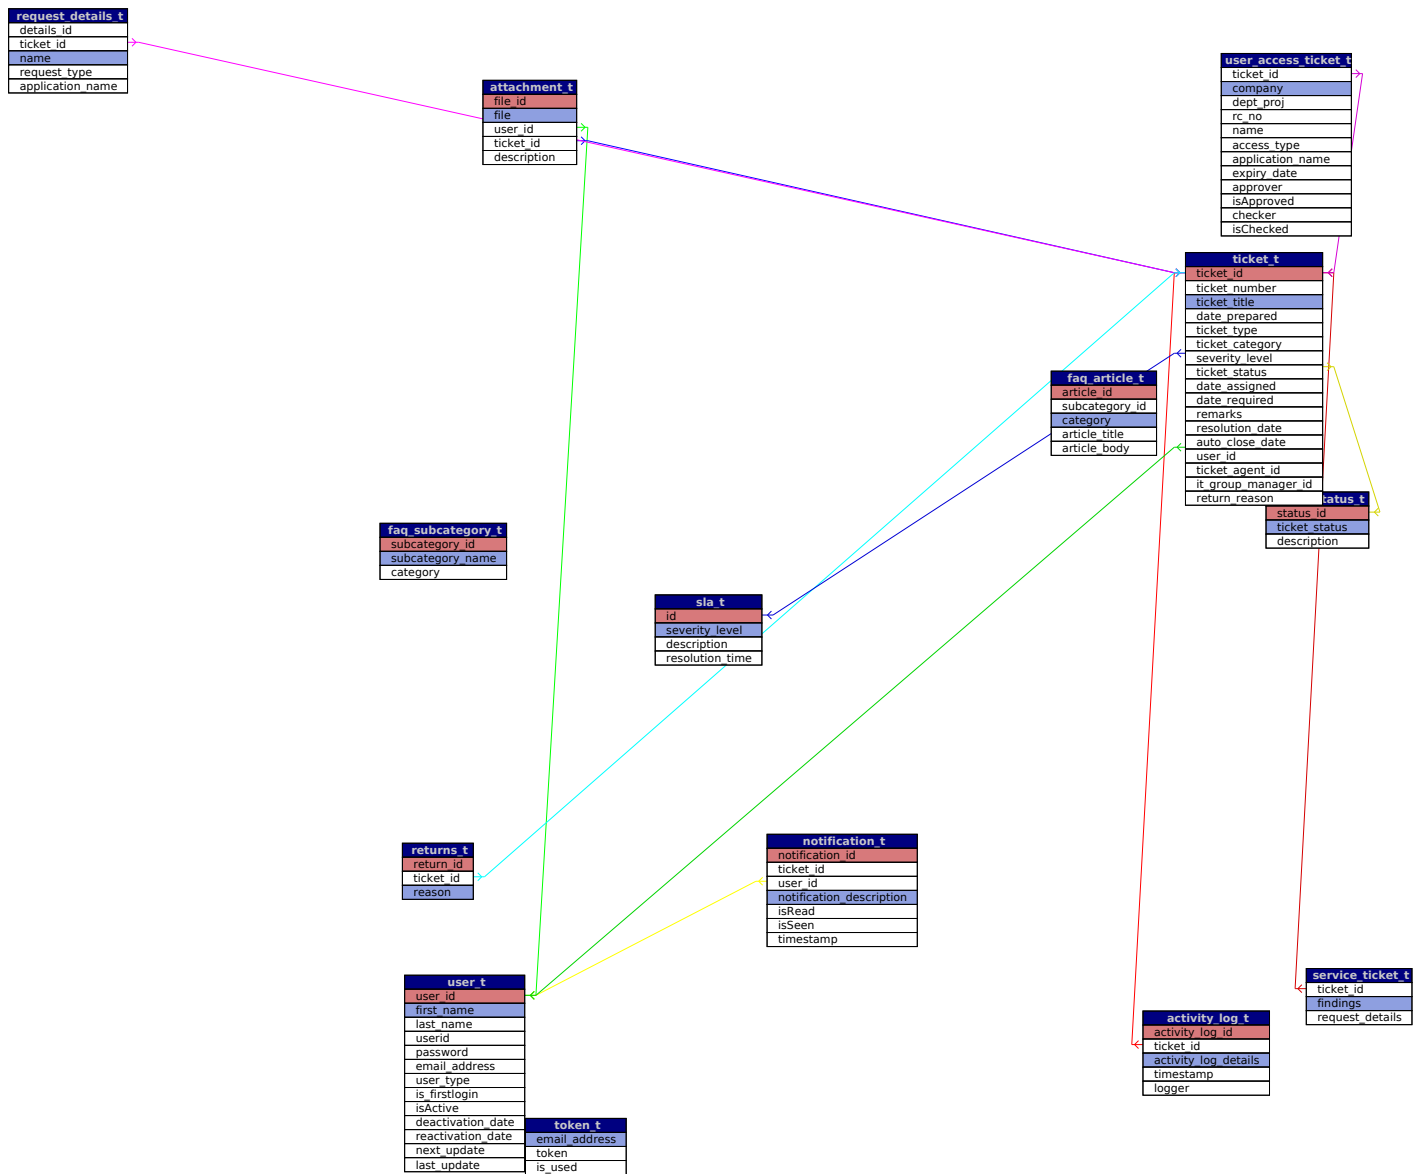 request_details_t
details_id
ticket_id
name
request_type
application_name
attachment_t
file_id
file
user_id
ticket_id
description
user_access_ticket_t
ticket_id
company
dept_proj
rc_no
name
access_type
application_name
expiry_date
approver
isApproved
checker
isChecked
ticket_t
ticket_id
ticket_number
ticket_title
date_prepared
ticket_type
ticket_category
severity_level
ticket_status
date_assigned
date_required
remarks
resolution_date
auto_close_date
user_id
ticket_agent_id
it_group_manager_id
return_reason
faq_article_t
article_id
subcategory_id
category
article_title
article_body
tatus_t
status_id
ticket_status
description
faq_subcategory_t
subcategory_id
subcategory_name
category
sla_t
id
severity_level
description
resolution_time
returns_t
return_id
ticket_id
reason
notification_t
notification_id
ticket_id
user_id
notification_description
isRead
isSeen
timestamp
user_t
user_id
first_name
last_name
userid
password
email_address
user_type
is_firstlogin
isActive
deactivation_date
reactivation_date
next_update
last_update
token_t
email_address
token
is_used
activity_log_t
activity_log_id
ticket_id
activity_log_details
timestamp
logger
service_ticket_t
ticket_id
findings
request_details